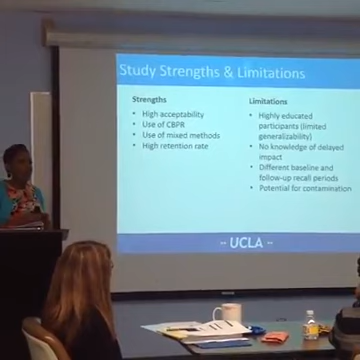 Study Strengths & Limitations
Strengths
• High acceptability
• Use of CBPR
• Use of mixed methods
• High retention rate
Limitations
• Highly educated
participants (limited
generalizability)
• No knowledge of delayed
impact
• Different baseline and
follow-up recall periods
• Potential for contamination
-- UCLA --